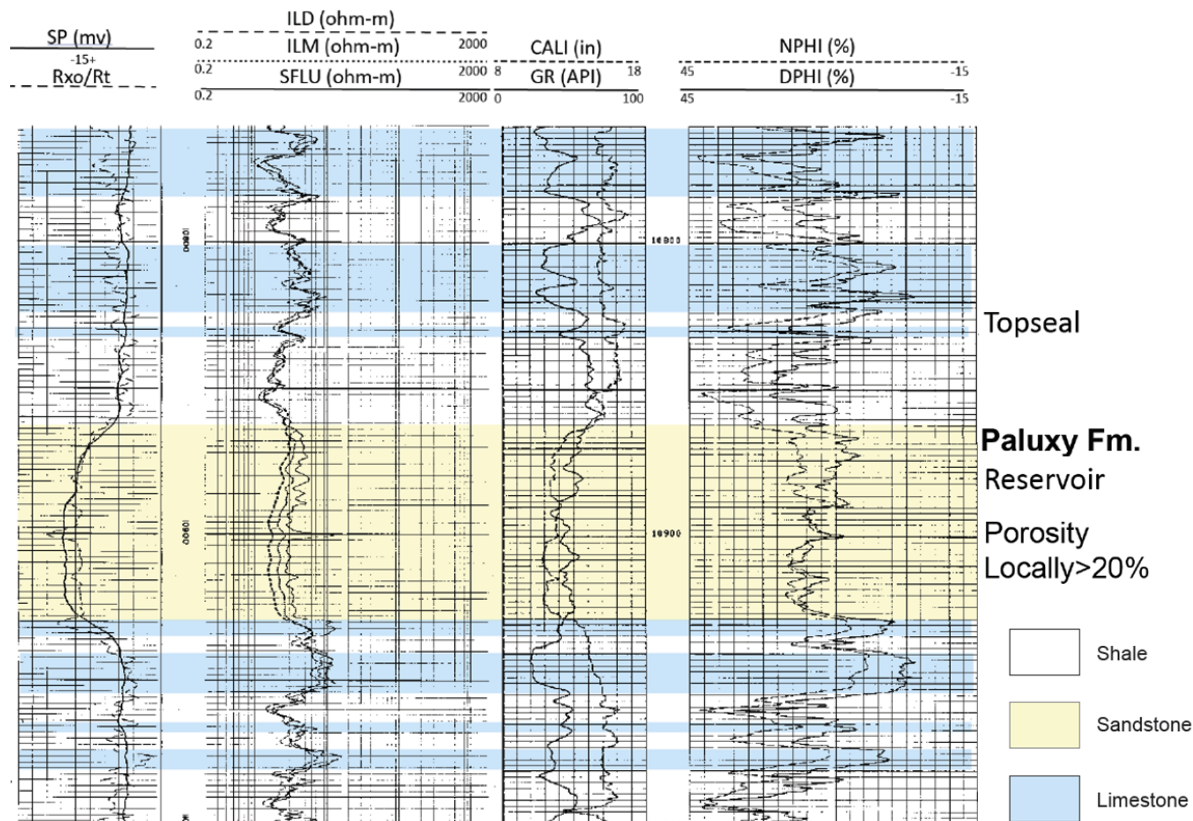 ILD (ohm-m)
SP (mv)
0.2 ILM (ohm-m) 2000
CALI (in)
NPHI (%)
-15+
0.2 SFLU (ohm-m) 2000
8 GR (API) 18
45 DPHI (%) -15
Rxo/Rt
0.2 2000
0 100
45 -15
10800 10800
Topseal
Paluxy Fm.
Reservoir
10900 10900
Porosity
Locally>20%
Shale
Sandstone
Limestone